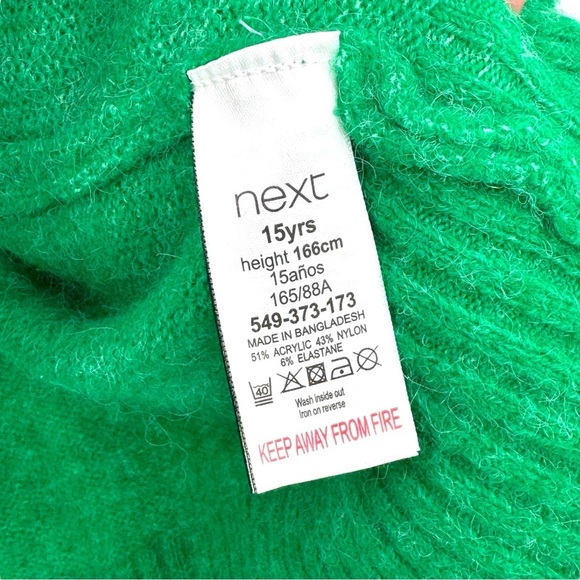 next
15yrs
height 166cm
15años
165/88A
549-373-173
MADE IN BANGLADESH
51% ACRYLIC 43% NYLON
6% ELASTANE
40
Wash inside out
Iron on reverse
KEEP AWAY FROM FIRE